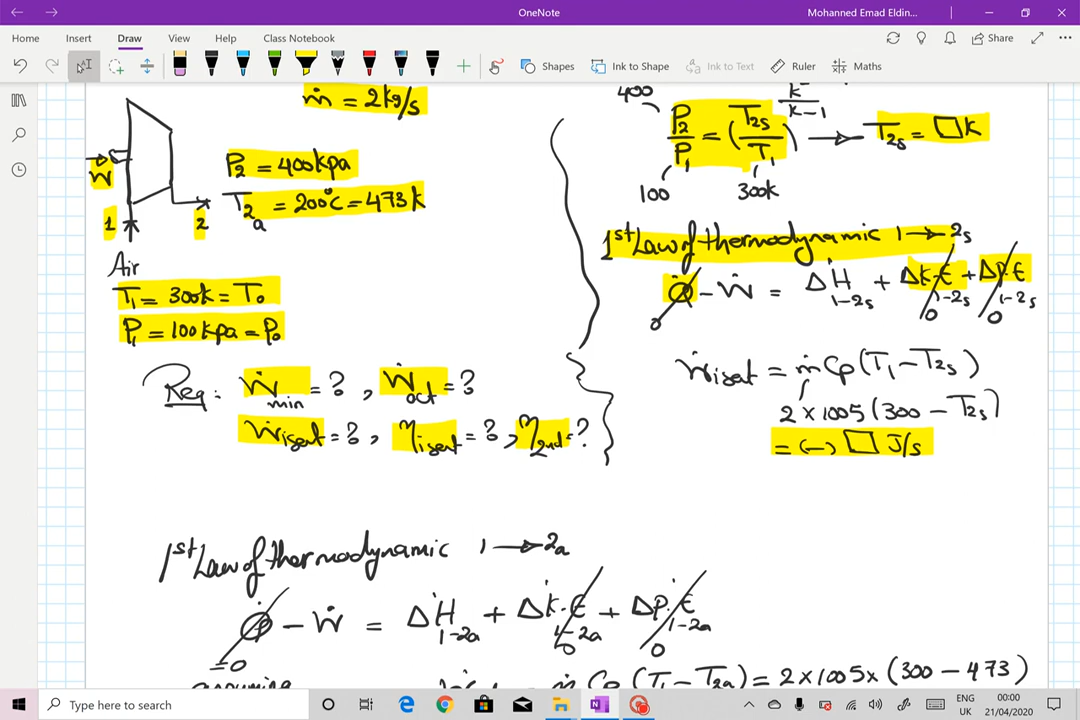 OneNote
Mohanned Emad Eldin...
Home Insert Draw View Help Class Notebook
Share
Shapes Ink to Shape Ink to Text Ruler Maths
ṁ = 2kg/s
Ẇ
P2 = 400kpa
T2a = 200°C = 473k
1 2
Air
T1 = 300k = T0
P1 = 100kpa = P0
Req: Ẇmin = ?, Ẇact = ?
Ẇisent = ?, ηisent = ?, η2nd = ?
400
P2/P1 = (T2s/T1)^k/k-1 → T2s = □k
100 300k
1st Law of thermodynamic 1 → 2s
Q̇ - Ẇ = ΔḢ1-2s + ΔK.E1-2s + ΔP.E1-2s
0 0 0
Ẇisent = ṁCp(T1 - T2s)
2 x 1005 (300 - T2s)
= (-) □ J/s
1st Law of thermodynamic 1 → 2a
Q̇ - Ẇ = ΔḢ1-2a + ΔK.E1-2a + ΔP.E1-2a
=0 0 0
assuming
ṁ Cp (T1 - T2a) = 2 x 1005 x (300 - 473)
Type here to search
ENG
UK
00:00
21/04/2020